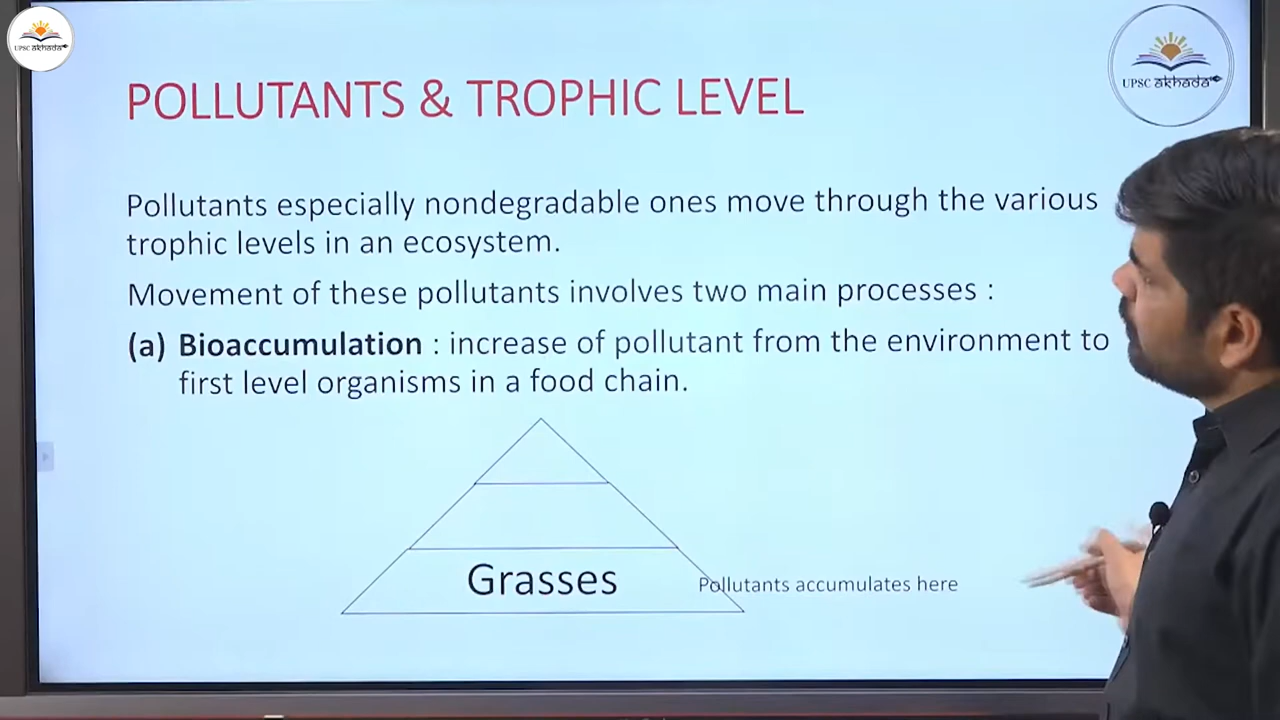 UPSC akhada
UPSC akhada
POLLUTANTS & TROPHIC LEVEL
Pollutants especially nondegradable ones move through the various
trophic levels in an ecosystem.
Movement of these pollutants involves two main processes :
(a) Bioaccumulation : increase of pollutant from the environment to
first level organisms in a food chain.
Grasses
Pollutants accumulates here